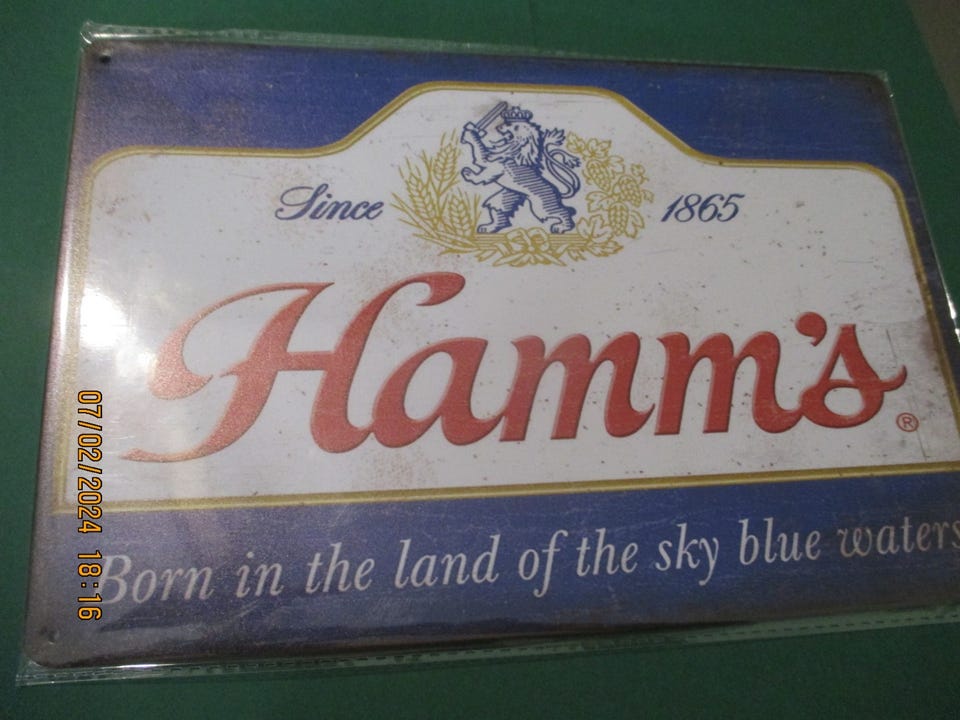 Since 1865
Hamm's ®
Born in the land of the sky blue waters
07/02/2024 18:16